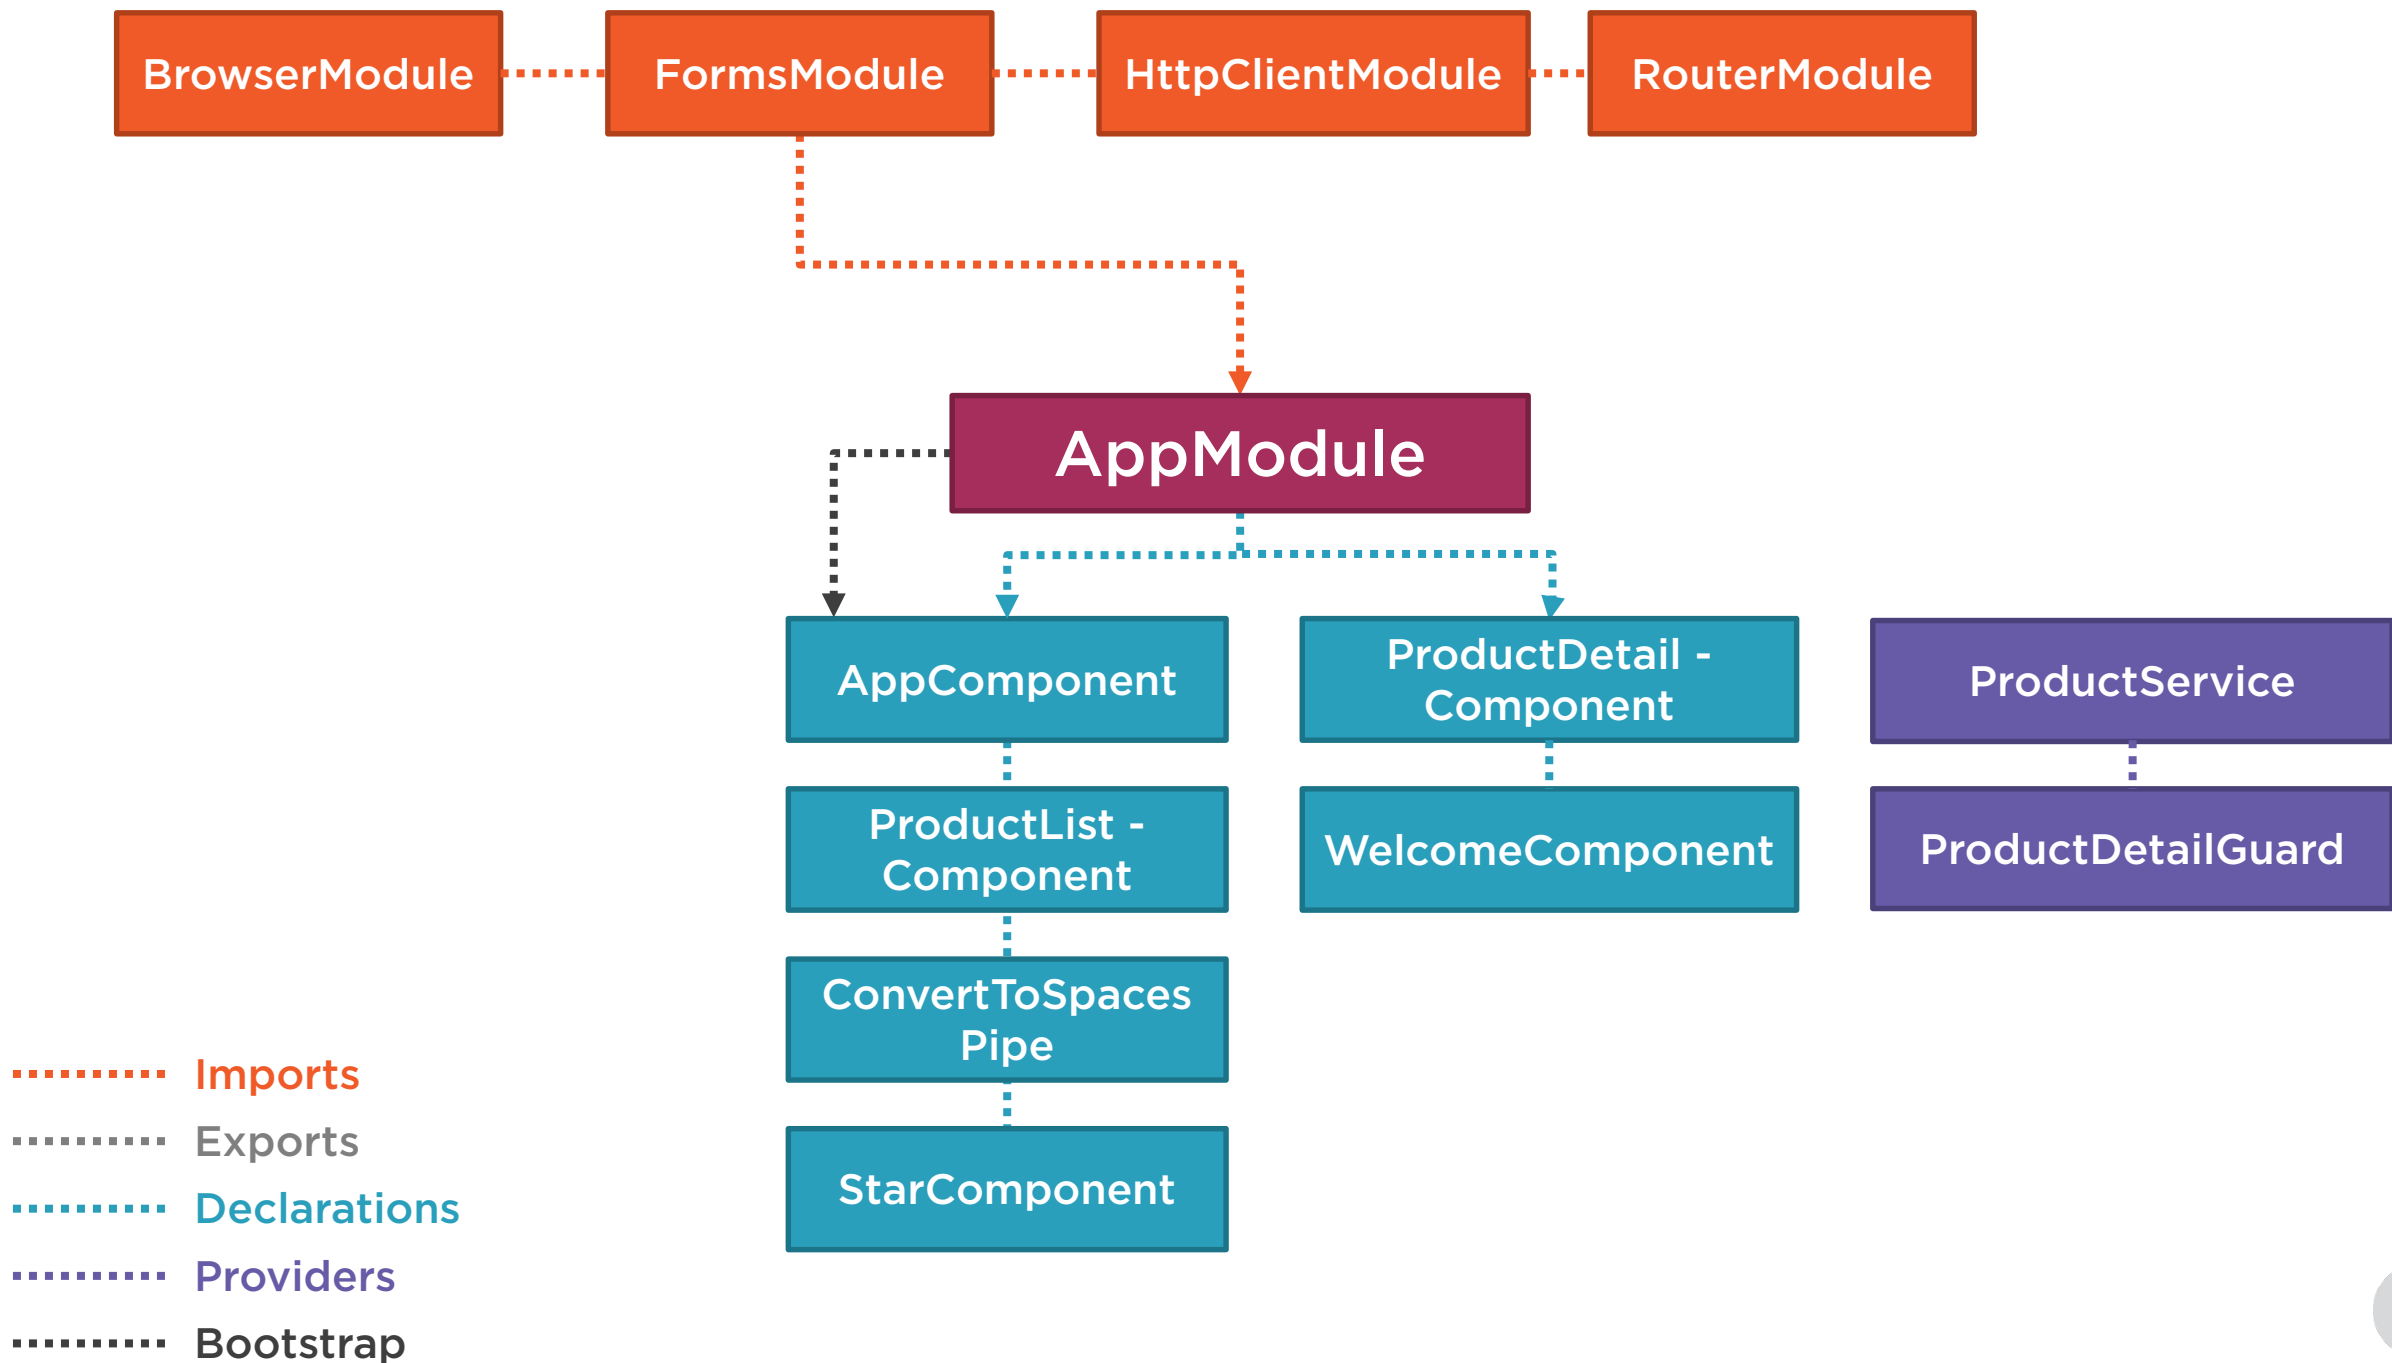 BrowserModule
FormsModule
HttpClientModule
RouterModule
AppModule
AppComponent
ProductDetail -
Component
ProductService
ProductList -
Component
WelcomeComponent
ProductDetailGuard
ConvertToSpaces
Pipe
StarComponent
Imports
Exports
Declarations
Providers
Bootstrap